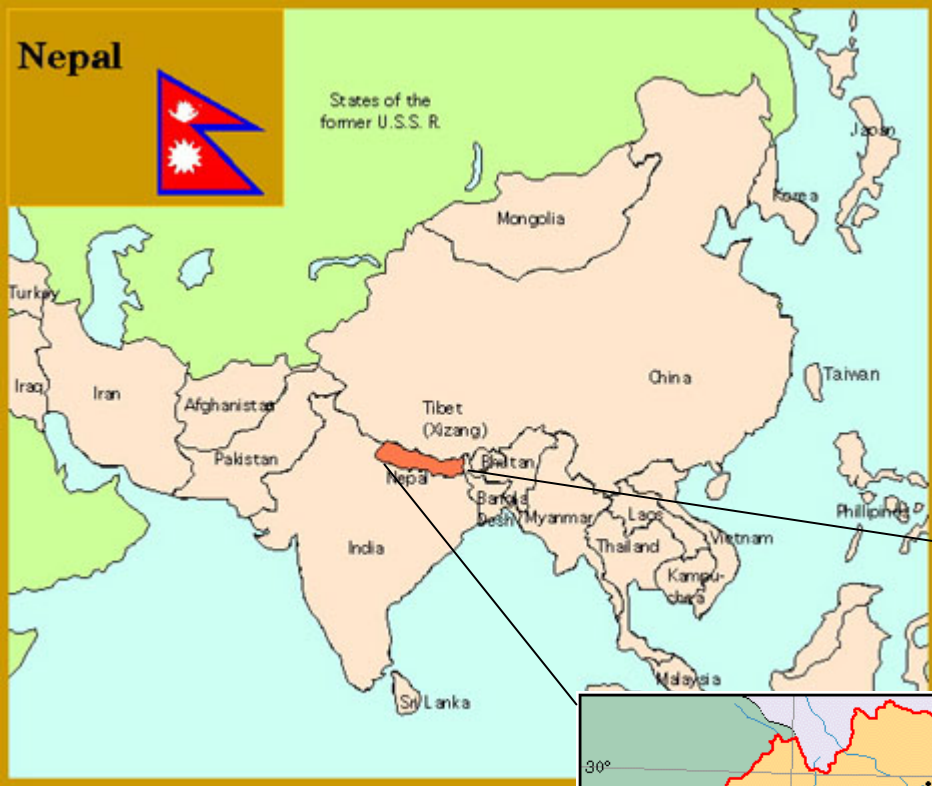 Nepal
States of the
former U.S.S. R.
Japan
Korea
Mongolia
Turkey
Iraq
Iran
Afghanistan
China
Taiwan
Tibet
(Xizang)
Pakistan
Bhutan
Nepal
Bangla
Desh
Myanmar
Laos
Phillipines
Vietnam
India
Thailand
Kampu-
chea
Malaysia
Sri Lanka
30°